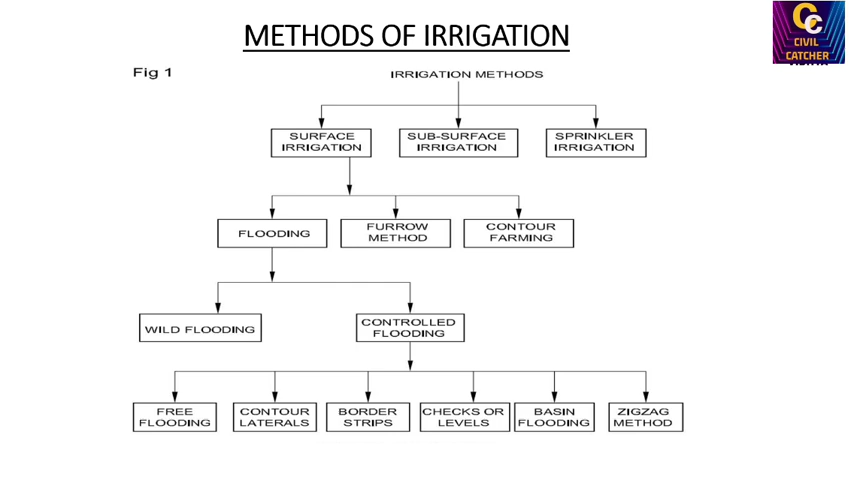 METHODS OF IRRIGATION
CC
CIVIL
CATCHER
Fig 1
IRRIGATION METHODS
SURFACE
IRRIGATION
SUB-SURFACE
IRRIGATION
SPRINKLER
IRRIGATION
FLOODING
FURROW
METHOD
CONTOUR
FARMING
WILD FLOODING
CONTROLLED
FLOODING
FREE
FLOODING
CONTOUR
LATERALS
BORDER
STRIPS
CHECKS OR
LEVELS
BASIN
FLOODING
ZIGZAG
METHOD